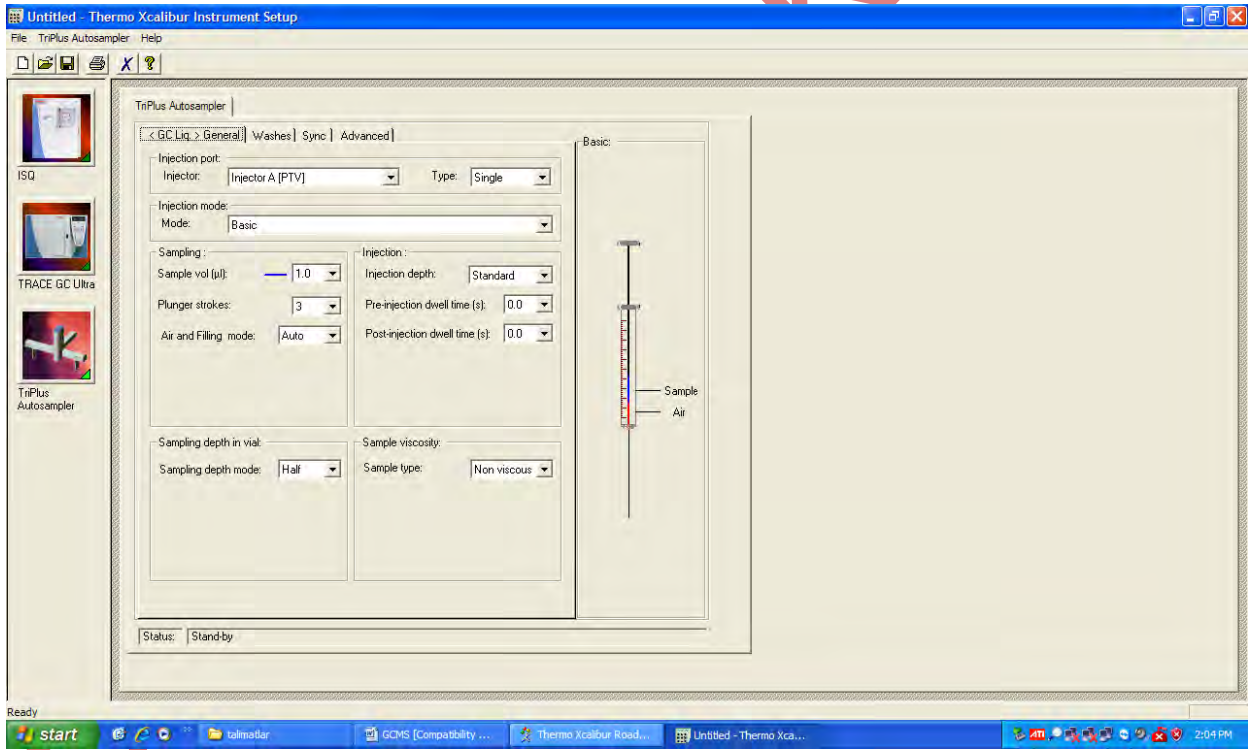 Untitled - Thermo Xcalibur Instrument Setup
File TriPlus Autosampler Help
TriPlus Autosampler
< GC Liq > General Washes Sync Advanced
Basic:
Injection port:
Injector: Injector A [PTV] Type: Single
Injection mode:
Mode: Basic
Sampling : Injection :
Sample vol (µl): 1.0 Injection depth: Standard
Plunger strokes: 3 Pre-injection dwell time (s): 0.0
Air and Filling mode: Auto Post-injection dwell time (s): 0.0
Sample
Air
Sampling depth in vial: Sample viscosity:
Sampling depth mode: Half Sample type: Non viscous
Status: Stand-by
ISQ
TRACE GC Ultra
TriPlus
Autosampler
Ready
start talimatlar GCMS [Compatibility ... Thermo Xcalibur Road... Untitled - Thermo Xca... 2:04 PM